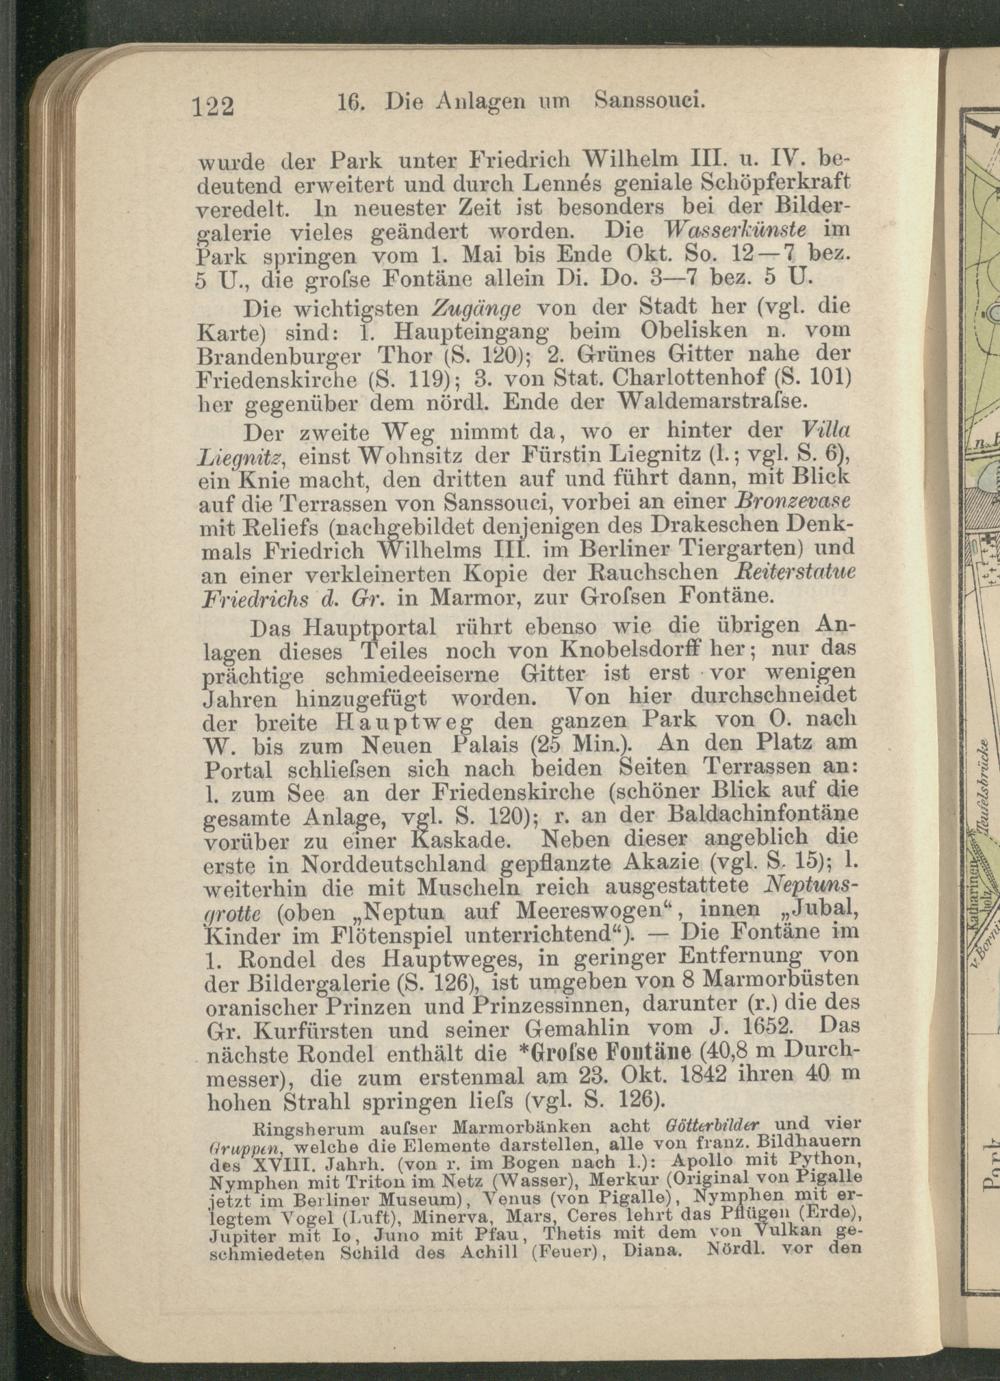 122
16. Die Anlagen um Sanssouci.
wurde der Park unter Friedrich Wilhelm III. u. IV. be-
deutend erweitert und durch Lennés geniale Schöpferkraft
veredelt. In neuester Zeit ist besonders bei der Bilder-
galerie vieles geändert worden. Die Wasserkünste im
Park springen vom 1. Mai bis Ende Okt. So. 12—7 bez.
5 U., die groſse Fontäne allein Di. Do. 3—7 bez. 5 U.
Die wichtigsten Zugänge von der Stadt her (vgl. die
Karte) sind: 1. Haupteingang beim Obelisken n. vom
Brandenburger Thor (S. 120); 2. Grünes Gitter nahe der
Friedenskirche (S. 119); 3. von Stat. Charlottenhof (S. 101)
her gegenüber dem nördl. Ende der Waldemarstraſse.
Der zweite Weg nimmt da, wo er hinter der Villa
Liegnitz, einst Wohnsitz der Fürstin Liegnitz (l.; vgl. S. 6),
ein Knie macht, den dritten auf und führt dann, mit Blick
auf die Terrassen von Sanssouci, vorbei an einer Bronzevase
mit Reliefs (nachgebildet denjenigen des Drakeschen Denk-
mals Friedrich Wilhelms III. im Berliner Tiergarten) und
an einer verkleinerten Kopie der Rauchschen Reiterstatue
Friedrichs d. Gr. in Marmor, zur Groſsen Fontäne.
Das Hauptportal rührt ebenso wie die übrigen An-
lagen dieses Teiles noch von Knobelsdorff her; nur das
prächtige schmiedeeiserne Gitter ist erst vor wenigen
Jahren hinzugefügt worden. Von hier durchschneidet
der breite Hauptweg den ganzen Park von O. nach
W. bis zum Neuen Palais (25 Min.). An den Platz am
Portal schlieſsen sich nach beiden Seiten Terrassen an:
l. zum See an der Friedenskirche (schöner Blick auf die
gesamte Anlage, vgl. S. 120); r. an der Baldachinfontäne
vorüber zu einer Kaskade. Neben dieser angeblich die
erste in Norddeutschland gepflanzte Akazie (vgl. S. 15); l.
weiterhin die mit Muscheln reich ausgestattete Neptuns-
grotte (oben „Neptun auf Meereswogen“, innen „Jubal,
Kinder im Flötenspiel unterrichtend“). — Die Fontäne im
1. Rondel des Hauptweges, in geringer Entfernung von
der Bildergalerie (S. 126), ist umgeben von 8 Marmorbüsten
oranischer Prinzen und Prinzessinnen, darunter (r.) die des
Gr. Kurfürsten und seiner Gemahlin vom J. 1652. Das
nächste Rondel enthält die *Groſse Fontäne (40,8 m Durch-
messer), die zum erstenmal am 23. Okt. 1842 ihren 40 m
hohen Strahl springen lieſs (vgl. S. 126).
Ringsherum auſser Marmorbänken acht Götterbilder und vier
Gruppen, welche die Elemente darstellen, alle von franz. Bildhauern
des XVIII. Jahrh. (von r. im Bogen nach l.): Apollo mit Python,
Nymphen mit Triton im Netz (Wasser), Merkur (Original von Pigalle
jetzt im Berliner Museum), Venus (von Pigalle), Nymphen mit er-
legtem Vogel (Luft), Minerva, Mars, Ceres lehrt das Pflügen (Erde),
Jupiter mit Io, Juno mit Pfau, Thetis mit dem von Vulkan ge-
schmiedeten Schild des Achill (Feuer), Diana. Nördl. vor den
Teufelsbrücke
Katharinen
holz